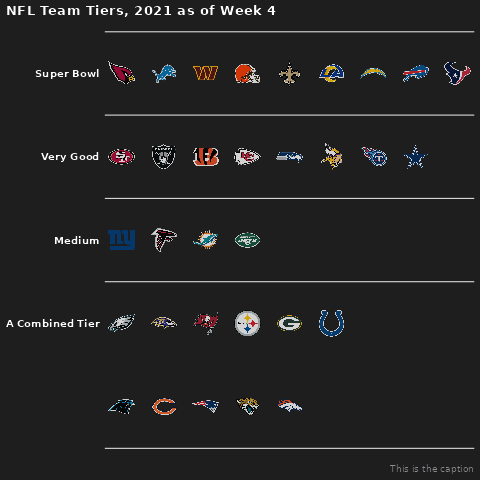 NFL Team Tiers, 2021 as of Week 4
Super Bowl
Very Good
Medium
A Combined Tier
This is the caption